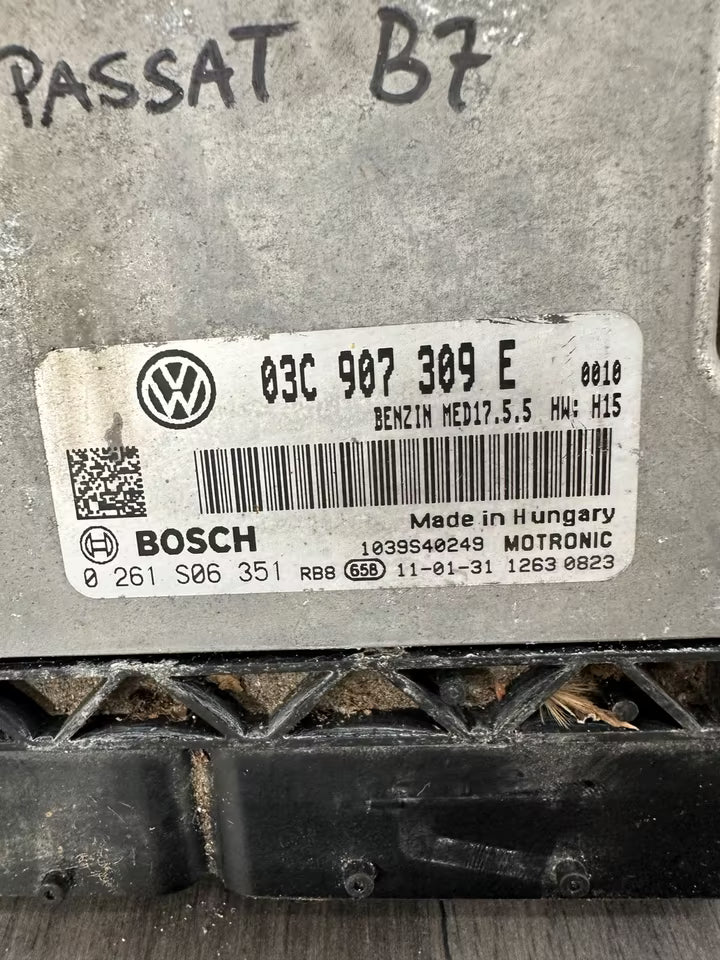 PASSAT B7
03C 907 309 E 0010
BENZIN MED17.5.5 HW: H15
Made in Hungary
BOSCH 1039S40249 MOTRONIC
0 261 S06 351 RB8 65B 11-01-31 1263 0823